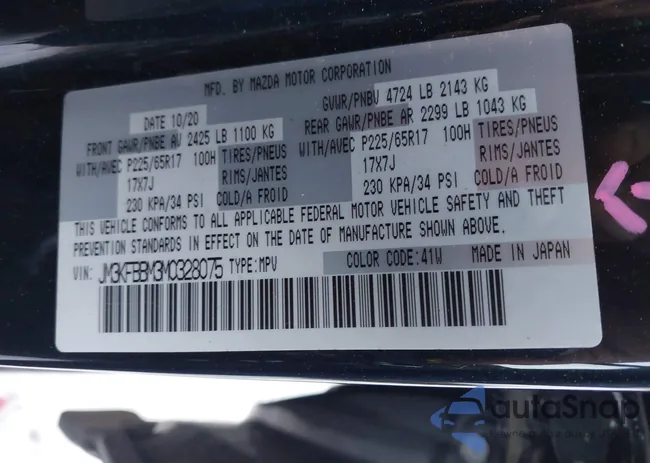 MFD. BY MAZDA MOTOR CORPORATION
DATE 10/20 GVWR/PNBV 4724 LB 2143 KG
FRONT GAWR/PNBE AV 2425 LB 1100 KG REAR GAWR/PNBE AR 2299 LB 1043 KG
WITH/AVEC P225/65R17 100H TIRES/PNEUS WITH/AVEC P225/65R17 100H TIRES/PNEUS
17X7J RIMS/JANTES 17X7J RIMS/JANTES
230 KPA/34 PSI COLD/A FROID 230 KPA/34 PSI COLD/A FROID
THIS VEHICLE CONFORMS TO ALL APPLICABLE FEDERAL MOTOR VEHICLE SAFETY AND THEFT
PREVENTION STANDARDS IN EFFECT ON THE DATE OF MANUFACTURE SHOWN ABOVE.
VIN: JM3KFBBM3M0328075 TYPE:MPV COLOR CODE:41W MADE IN JAPAN
autoSnap